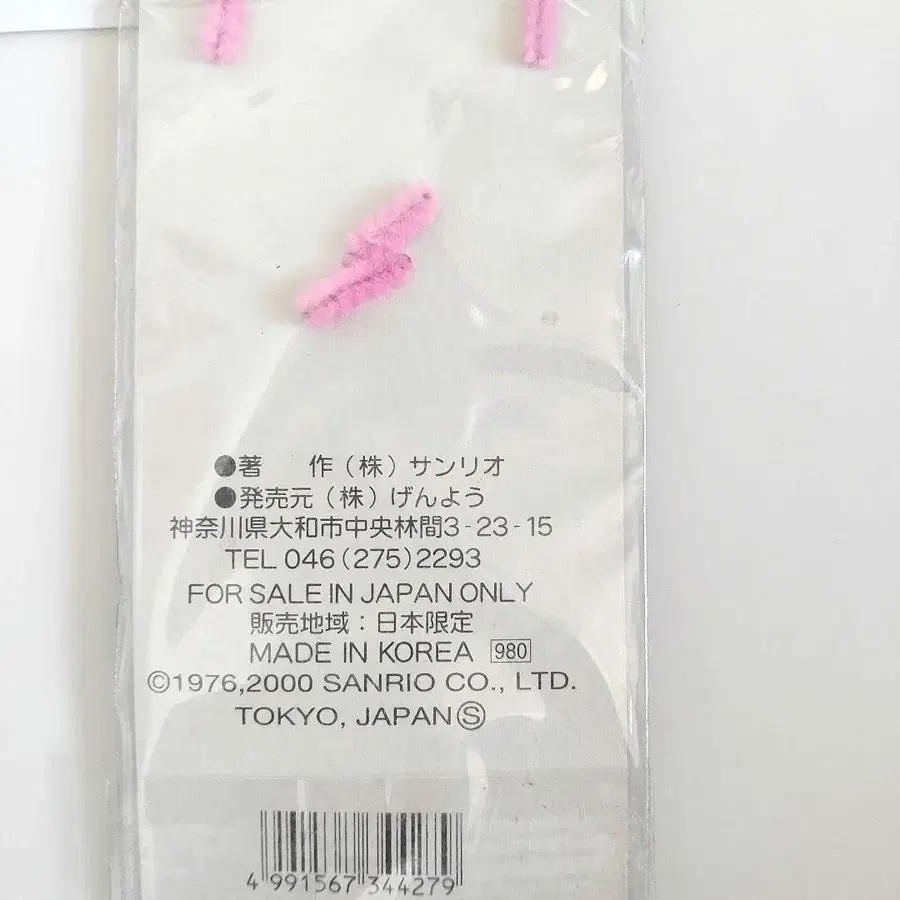 ●著　作（株）サンリオ
●発売元（株）げんよう
神奈川県大和市中央林間3-23-15
TEL 046(275)2293
FOR SALE IN JAPAN ONLY
販売地域：日本限定
MADE IN KOREA 980
©1976,2000 SANRIO CO., LTD.
TOKYO, JAPAN Ⓢ
4 991567 344279